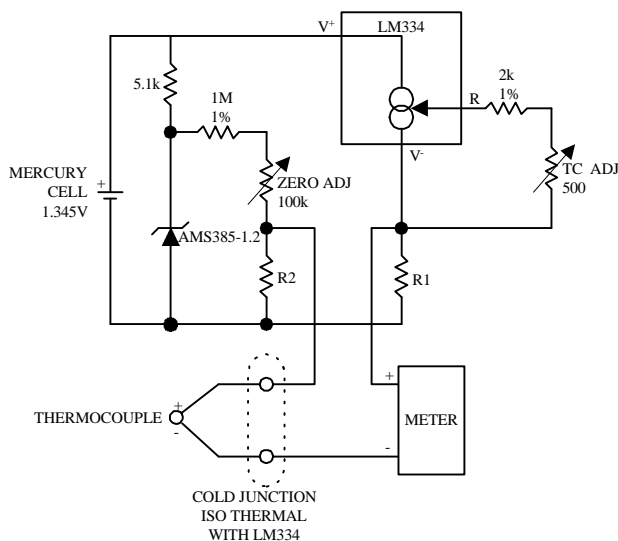 V+
LM334
5.1k
1M
1%
2k
1%
R
V-
MERCURY
CELL
1.345V
+
ZERO ADJ
100k
TC ADJ
500
AMS385-1.2
R2
R1
THERMOCOUPLE
+
-
+
-
METER
COLD JUNCTION
ISO THERMAL
WITH LM334